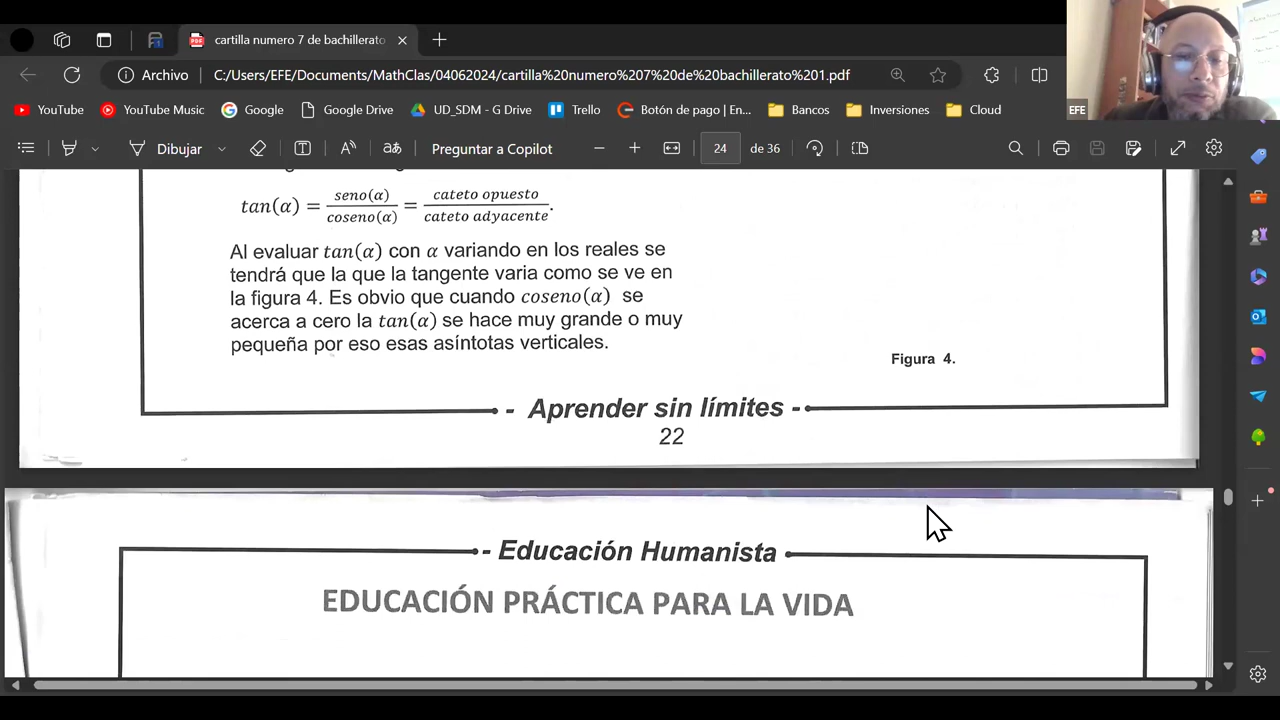 cartilla numero 7 de bachillerato
Archivo
C:/Users/EFE/Documents/MathClas/04062024/cartilla%20numero%207%20de%20bachillerato%201.pdf
YouTube
YouTube Music
Google
Google Drive
UD_SDM - G Drive
Trello
Botón de pago | En...
Bancos
Inversiones
Cloud
EFE
Dibujar
aあ
Preguntar a Copilot
24
de 36
tan(α) = seno(α)/coseno(α) = cateto opuesto/cateto adyacente.
Al evaluar tan(α) con α variando en los reales se
tendrá que la que la tangente varia como se ve en
la figura 4. Es obvio que cuando coseno(α) se
acerca a cero la tan(α) se hace muy grande o muy
pequeña por eso esas asíntotas verticales.
Figura 4.
- Aprender sin límites -
22
- Educación Humanista
EDUCACIÓN PRÁCTICA PARA LA VIDA